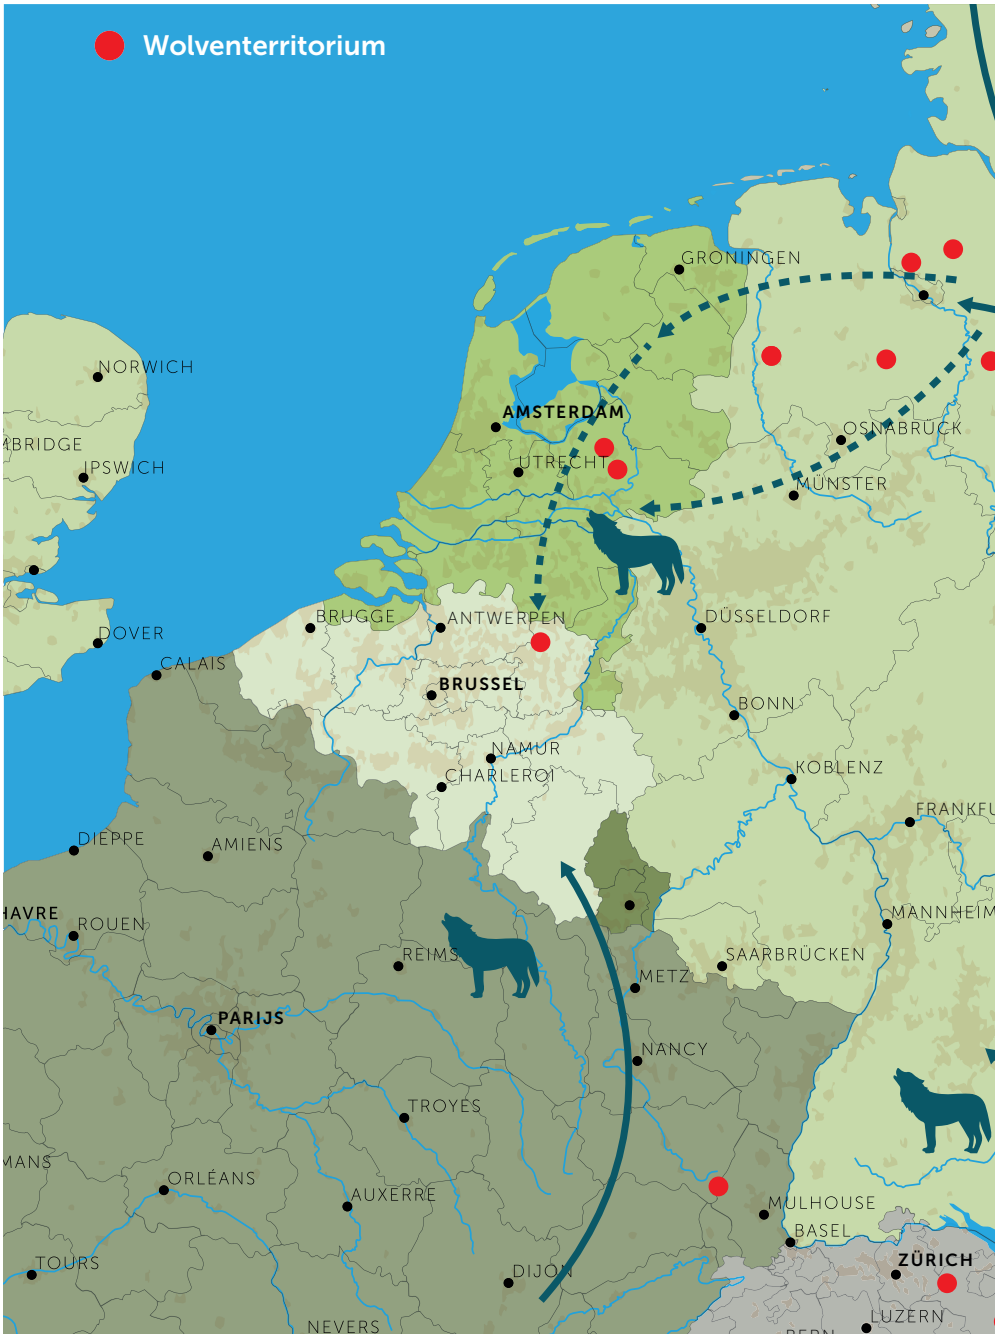 Wolventerritorium
GRONINGEN
NORWICH
AMSTERDAM
OSNABRÜCK
MBRIDGE
UTRECHT
IPSWICH
MÜNSTER
BRUGGE
ANTWERPEN
DÜSSELDORF
DOVER
CALAIS
BRUSSEL
BONN
NAMUR
KOBLENZ
CHARLEROI
FRANKFU
DIEPPE
AMIENS
HAVRE
ROUEN
MANNHEIM
REIMS
SAARBRÜCKEN
METZ
PARIJS
NANCY
TROYES
MANS
ORLÉANS
AUXERRE
MULHOUSE
BASEL
TOURS
DIJON
ZÜRICH
LUZERN
NEVERS
BERN